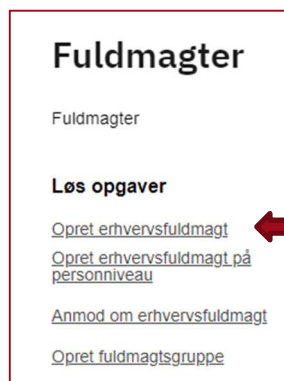 Fuldmagter
Fuldmagter
Løs opgaver
Opret erhvervsfuldmagt
Opret erhvervsfuldmagt på
personniveau
Anmod om erhvervsfuldmagt
Opret fuldmagtsgruppe